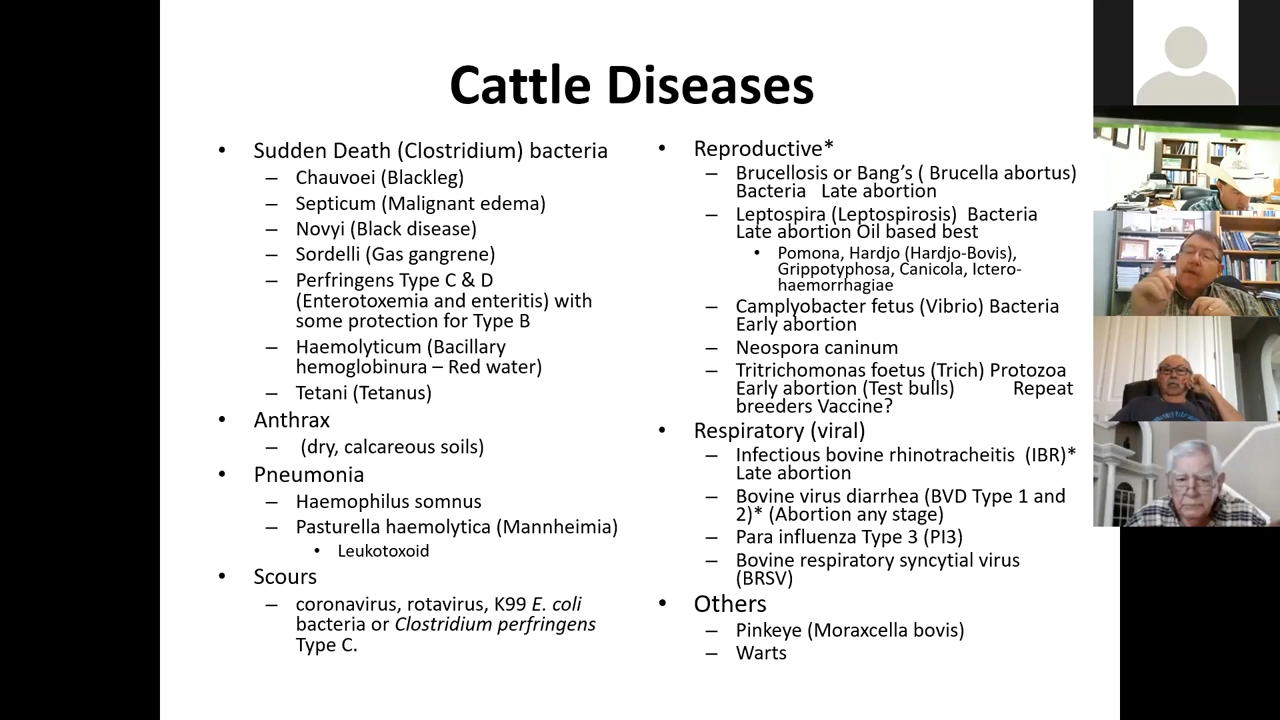 Cattle Diseases
• Sudden Death (Clostridium) bacteria
– Chauvoei (Blackleg)
– Septicum (Malignant edema)
– Novyi (Black disease)
– Sordelli (Gas gangrene)
– Perfringens Type C & D
(Enterotoxemia and enteritis) with
some protection for Type B
– Haemolyticum (Bacillary
hemoglobinura – Red water)
– Tetani (Tetanus)
• Anthrax
– (dry, calcareous soils)
• Pneumonia
– Haemophilus somnus
– Pasturella haemolytica (Mannheimia)
• Leukotoxoid
• Scours
– coronavirus, rotavirus, K99 E. coli
bacteria or Clostridium perfringens
Type C.
• Reproductive*
– Brucellosis or Bang’s ( Brucella abortus)
Bacteria Late abortion
– Leptospira (Leptospirosis) Bacteria
Late abortion Oil based best
• Pomona, Hardjo (Hardjo-Bovis),
Grippotyphosa, Canicola, Ictero-
haemorrhagiae
– Camplyobacter fetus (Vibrio) Bacteria
Early abortion
– Neospora caninum
– Tritrichomonas foetus (Trich) Protozoa
Early abortion (Test bulls) Repeat
breeders Vaccine?
• Respiratory (viral)
– Infectious bovine rhinotracheitis (IBR)*
Late abortion
– Bovine virus diarrhea (BVD Type 1 and
2)* (Abortion any stage)
– Para influenza Type 3 (PI3)
– Bovine respiratory syncytial virus
(BRSV)
• Others
– Pinkeye (Moraxcella bovis)
– Warts